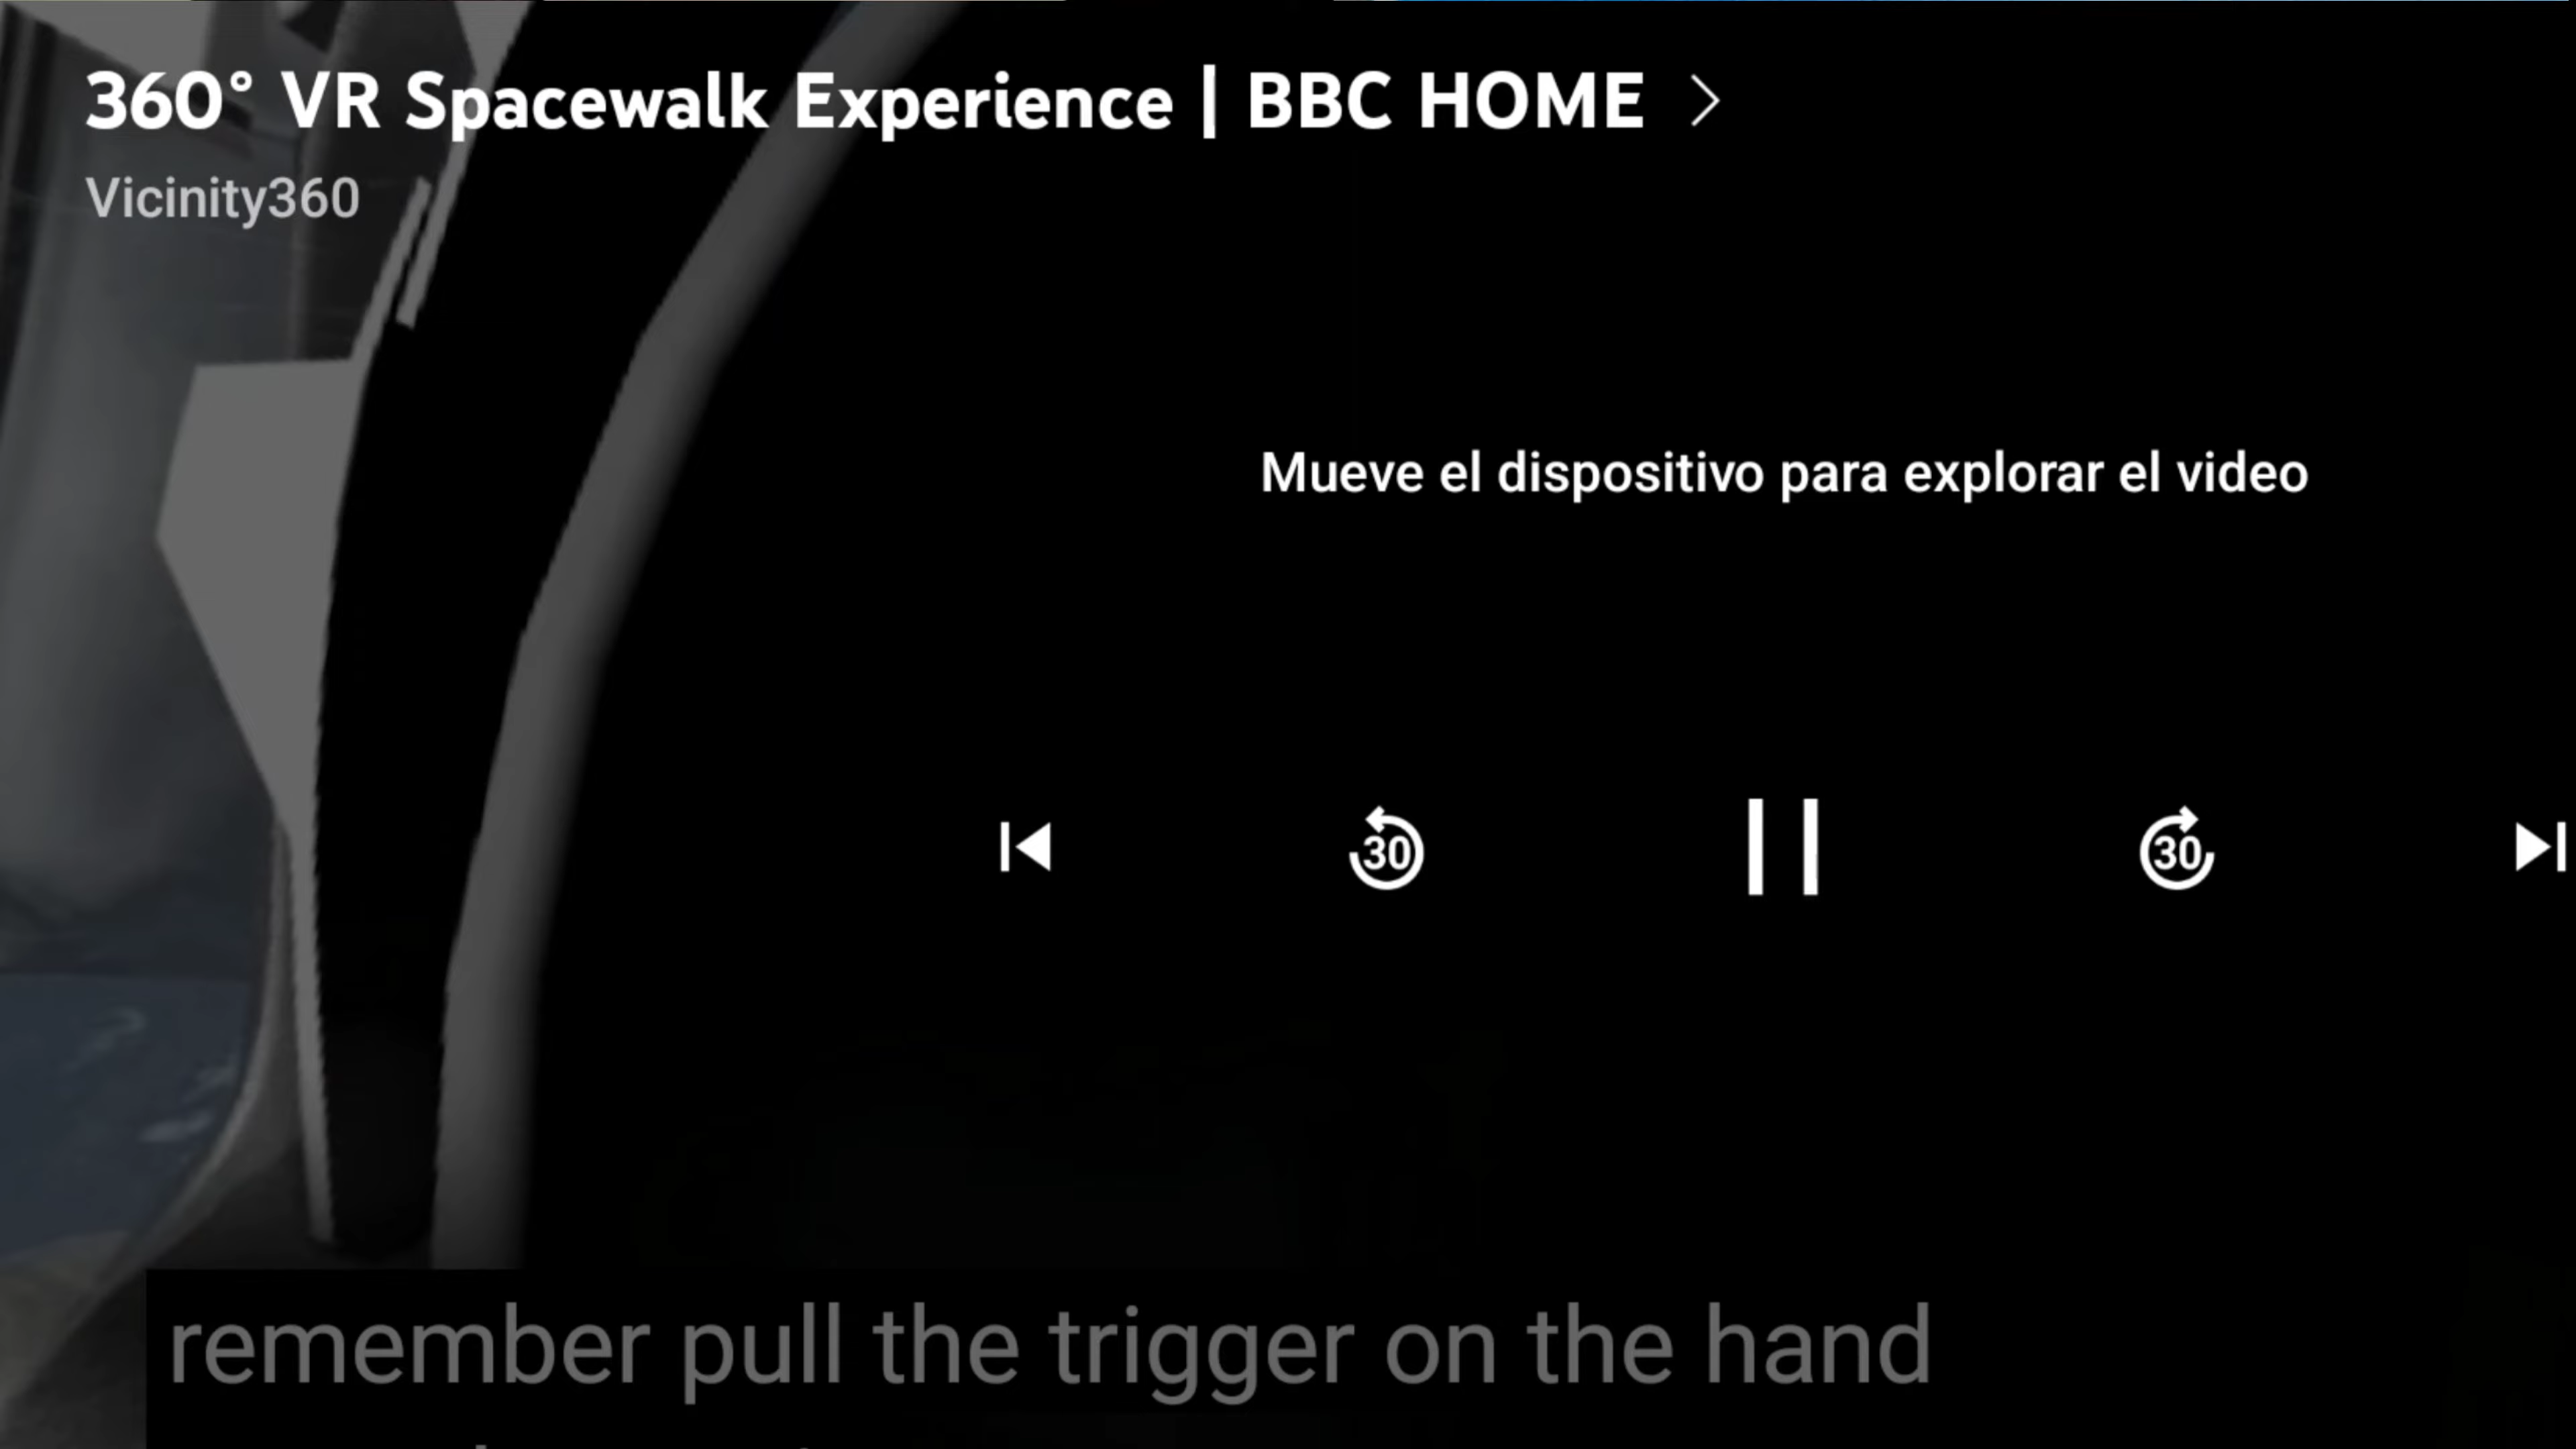 360° VR Spacewalk Experience | BBC HOME
Vicinity360
Mueve el dispositivo para explorar el video
30
30
remember pull the trigger on the hand